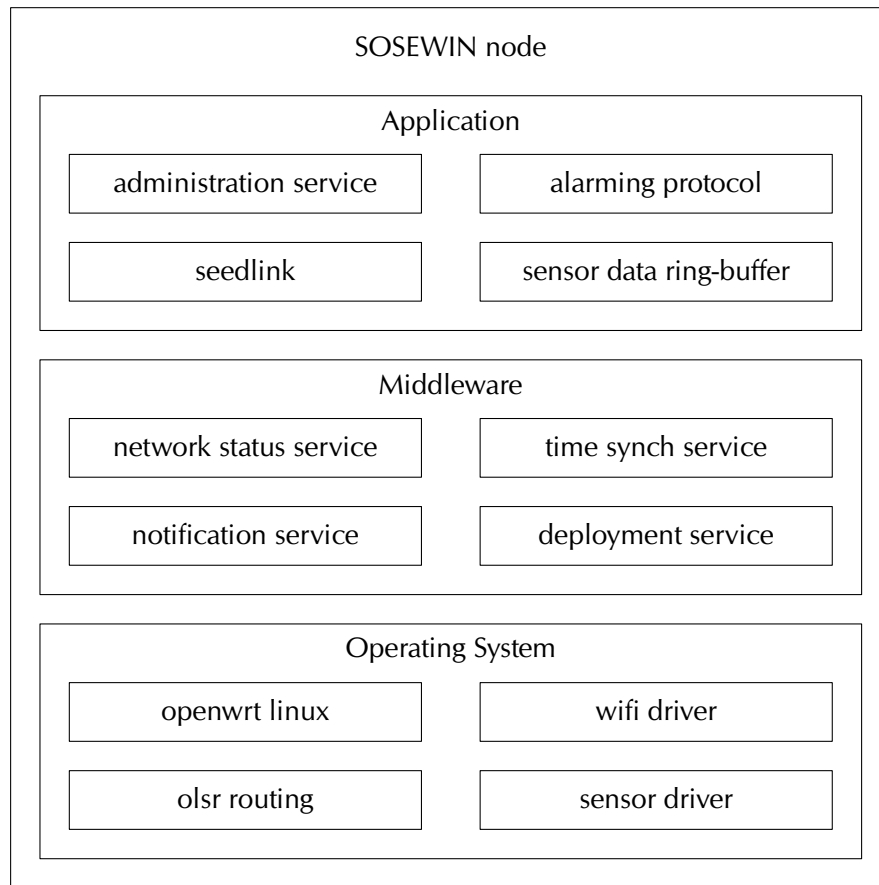 SOSEWIN node
Application
administration service
alarming protocol
seedlink
sensor data ring-buffer
Middleware
network status service
time synch service
notification service
deployment service
Operating System
openwrt linux
wifi driver
olsr routing
sensor driver